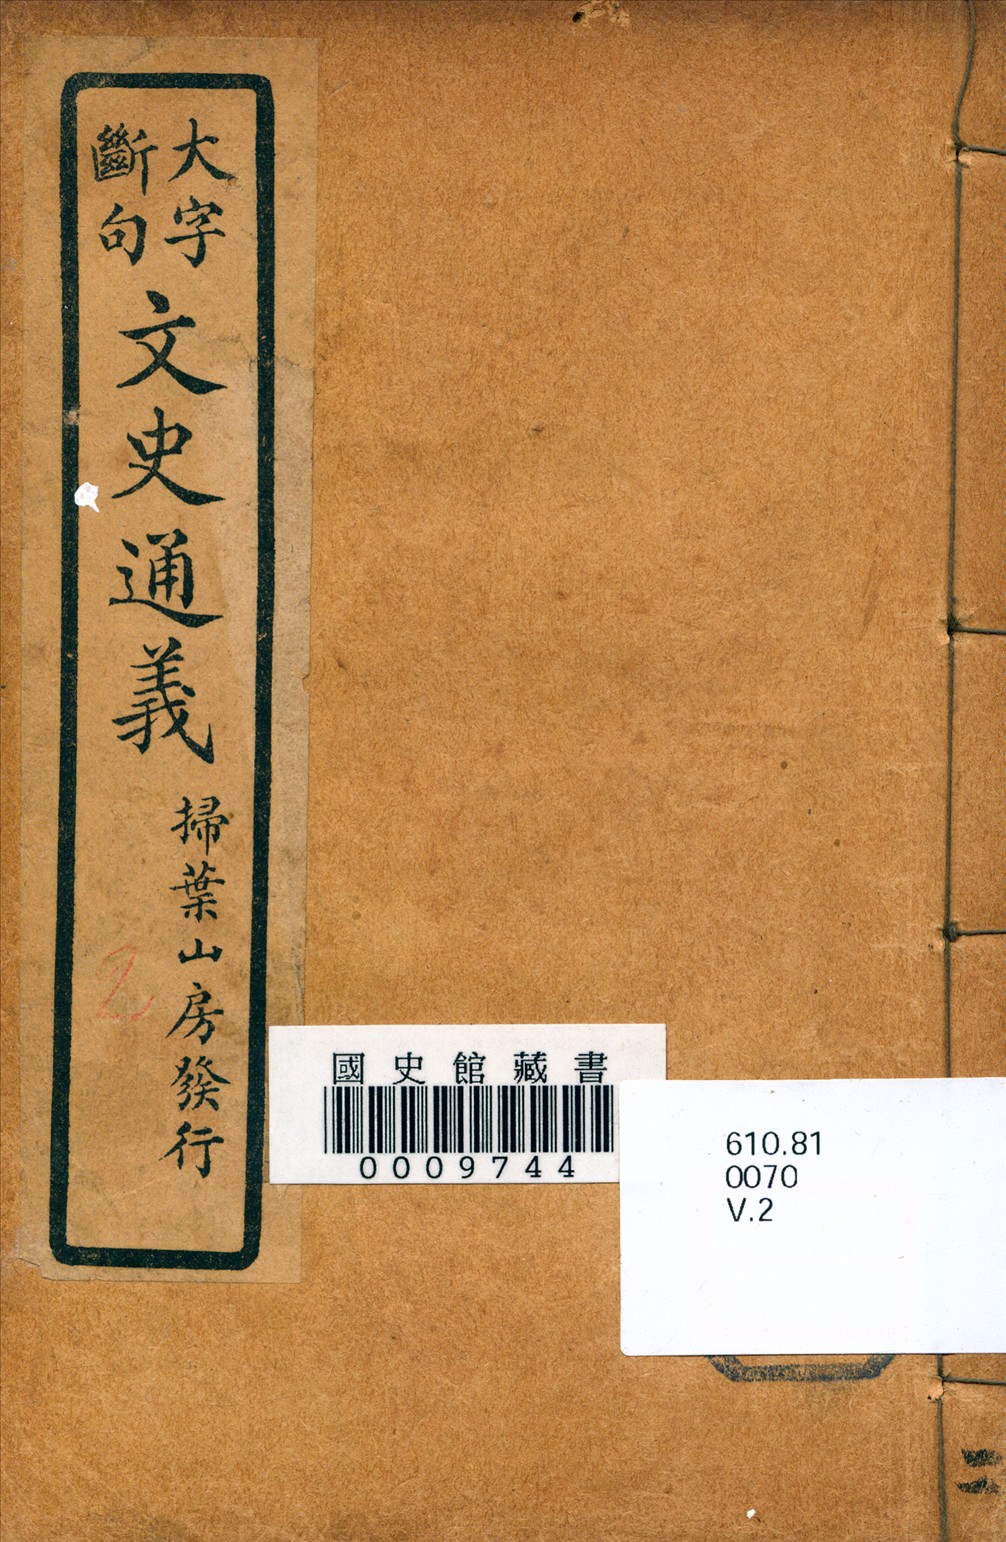 大字
斷句
文史通義
掃葉山房發行
2
國史館藏書
0009744
610.81
0070
V.2
二